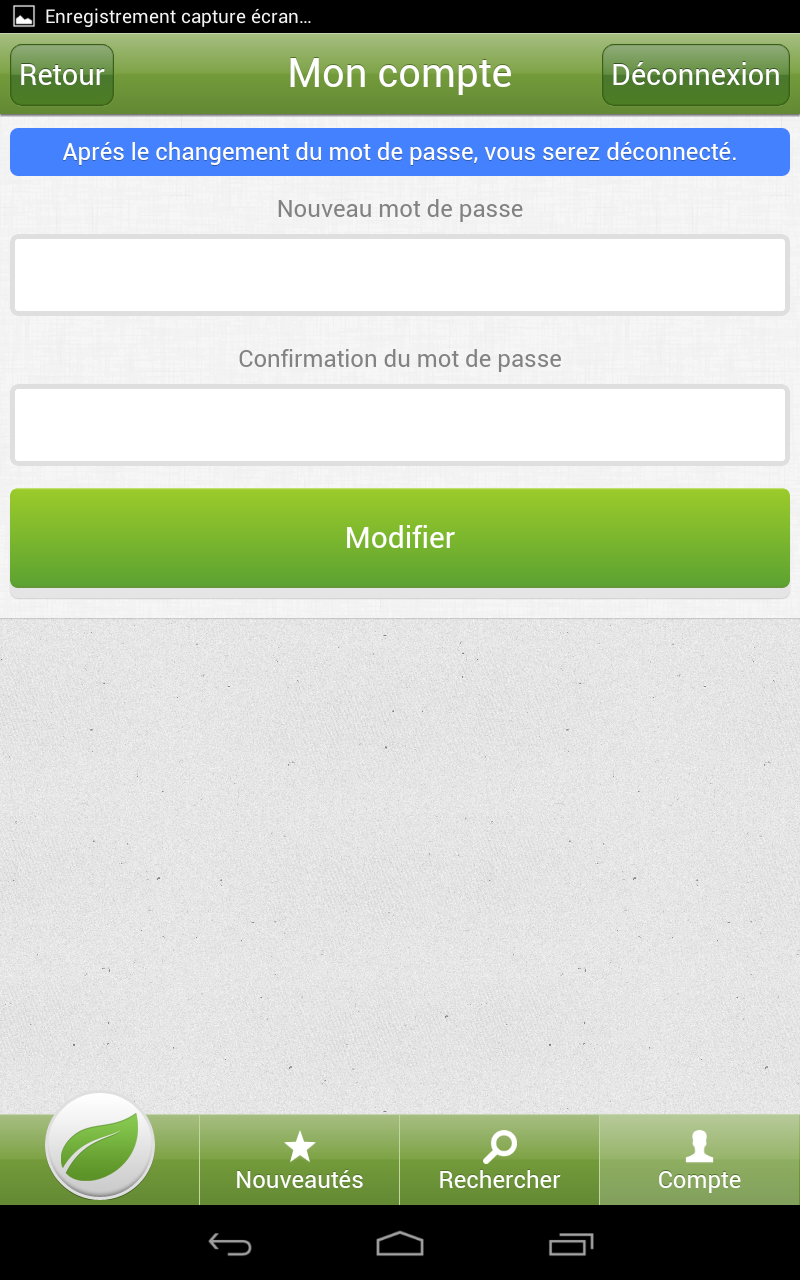 Enregistrement capture écran…
Retour
Mon compte
Déconnexion
Aprés le changement du mot de passe, vous serez déconnecté.
Nouveau mot de passe
Confirmation du mot de passe
Modifier
Nouveautés
Rechercher
Compte